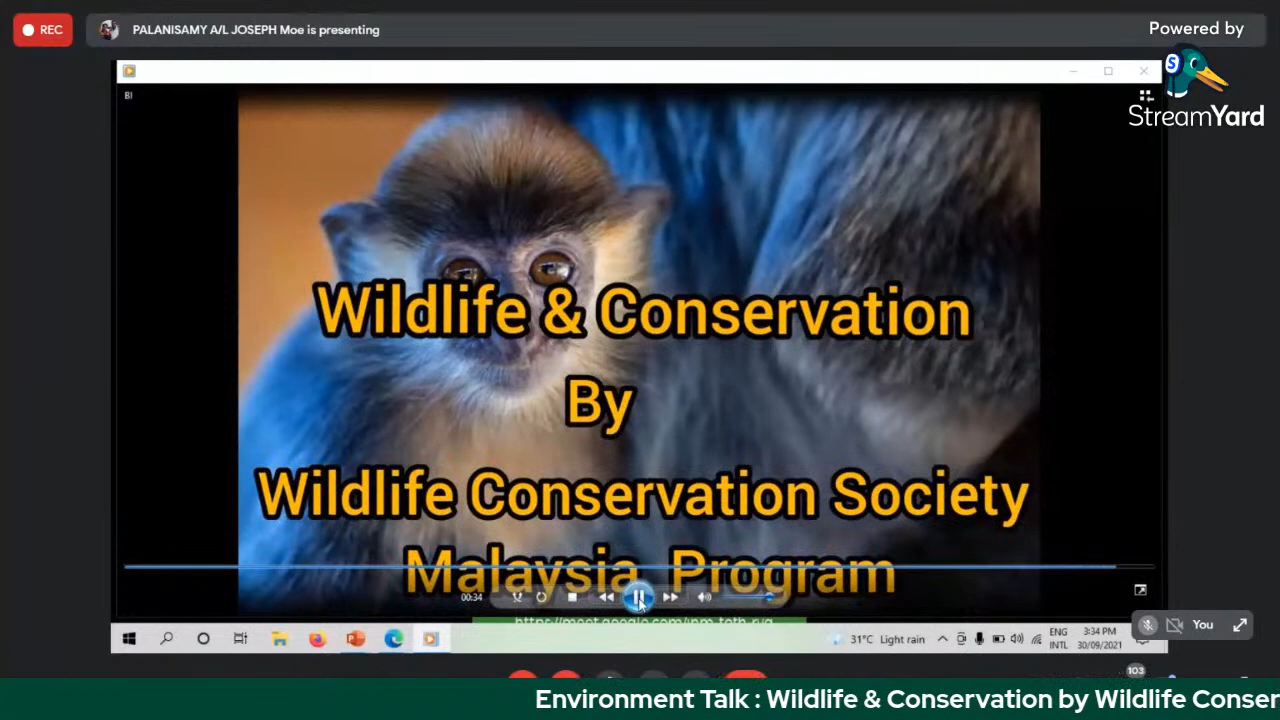 REC
PALANISAMY A/L JOSEPH Moe is presenting
Powered by
StreamYard
BI
Wildlife & Conservation
By
Wildlife Conservation Society
Malaysia Program
00:34
31°C Light rain
ENG
INTL
3:34 PM
30/09/2021
You
103
Environment Talk : Wildlife & Conservation by Wildlife Conser